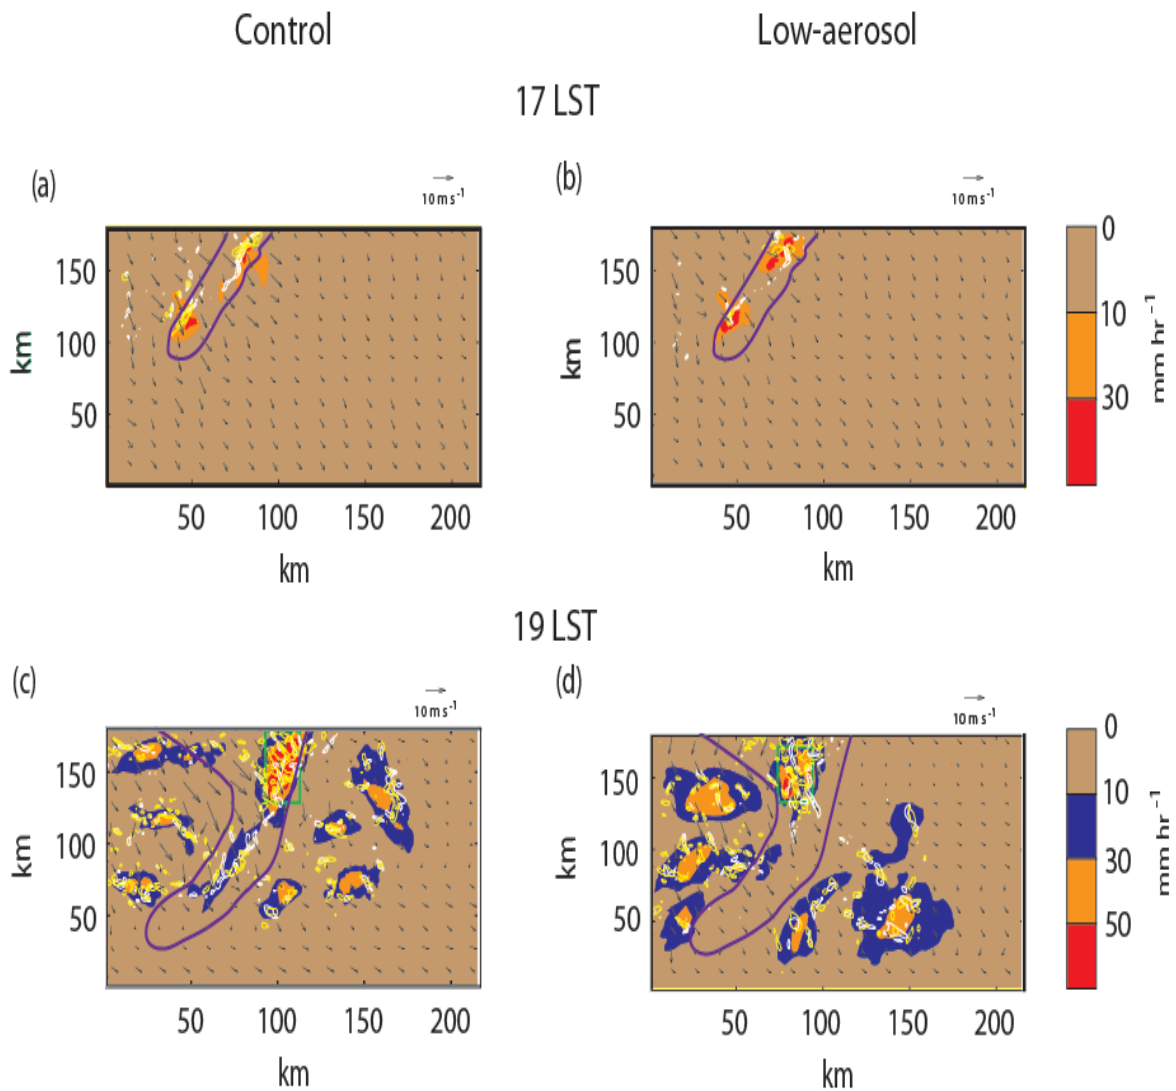 Control Low-aerosol
17 LST
(a) 10 m s⁻¹ (b) 10 m s⁻¹
0
150 150
10
100 100
30
50 50
km km mm hr⁻¹
50 100 150 200 50 100 150 200
km km
19 LST
(c) 10 m s⁻¹ (d) 10 m s⁻¹
0
150 150
10
100 100
30
50 50
50
km km mm hr⁻¹
50 100 150 200 50 100 150 200
km km